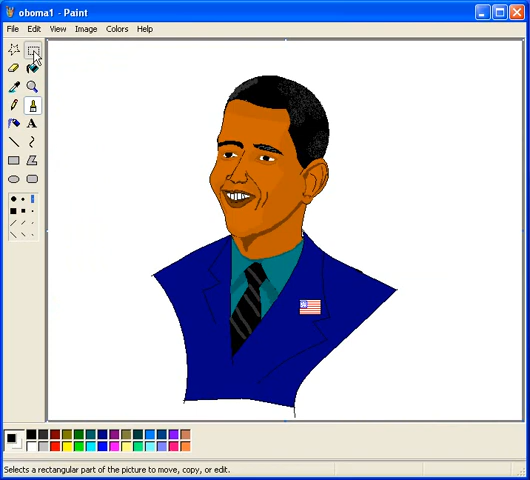 oboma1 - Paint
File Edit View Image Colors Help
A
Selects a rectangular part of the picture to move, copy, or edit.